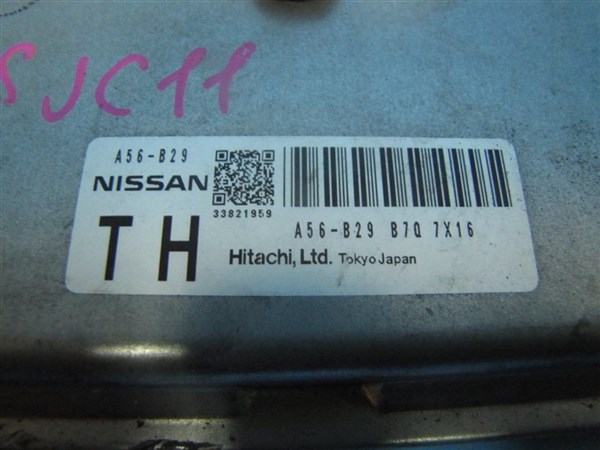 SJC11
A56-B29
NISSAN
33821959
TH
A56-B29 B7Q 7X16
Hitachi, Ltd. Tokyo Japan